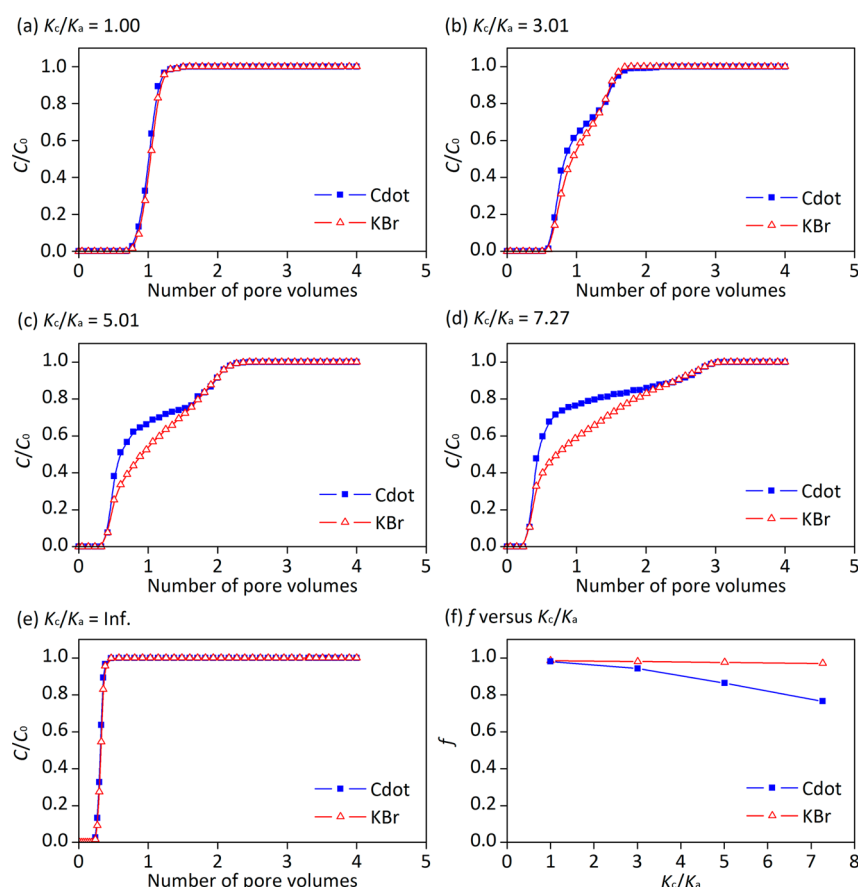 (a) Kc/Ka = 1.00
C/C0
1.0
0.8
0.6
0.4
0.2
0.0
Cdot
KBr
0 1 2 3 4 5
Number of pore volumes
(b) Kc/Ka = 3.01
C/C0
1.0
0.8
0.6
0.4
0.2
0.0
Cdot
KBr
0 1 2 3 4 5
Number of pore volumes
(c) Kc/Ka = 5.01
C/C0
1.0
0.8
0.6
0.4
0.2
0.0
Cdot
KBr
0 1 2 3 4 5
Number of pore volumes
(d) Kc/Ka = 7.27
C/C0
1.0
0.8
0.6
0.4
0.2
0.0
Cdot
KBr
0 1 2 3 4 5
Number of pore volumes
(e) Kc/Ka = Inf.
C/C0
1.0
0.8
0.6
0.4
0.2
0.0
Cdot
KBr
0 1 2 3 4 5
Number of pore volumes
(f) f versus Kc/Ka
f
1.0
0.8
0.6
0.4
0.2
0.0
Cdot
KBr
0 1 2 3 4 5 6 7 8
Kc/Ka